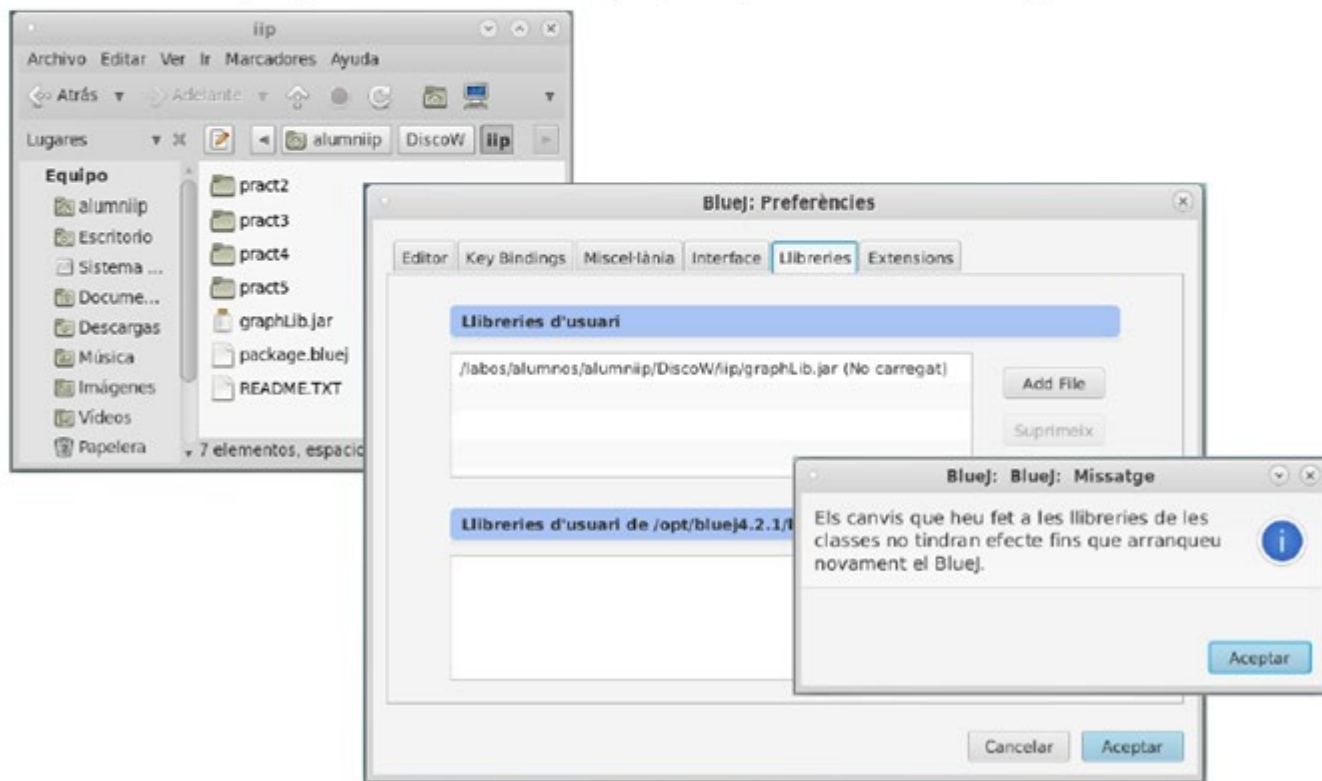 iip
Archivo Editar Ver Ir Marcadores Ayuda
Atrás Adelante
Lugares alumniip DiscoW iip
Equipo
alumniip
Escritorio
Sistema ...
Docume...
Descargas
Música
Imágenes
Vídeos
Papelera
pract2
pract3
pract4
pract5
graphLib.jar
package.bluej
README.TXT
7 elementos, espacio
BlueJ: Preferències
Editor Key Bindings Miscel·lània Interface Llibreries Extensions
Llibreries d'usuari
/labos/alumnos/alumniip/DiscoW/iip/graphLib.jar (No carregat)
Add File
Suprimeix
Llibreries d'usuari de /opt/bluej4.2.1/
BlueJ: BlueJ: Missatge
Els canvis que heu fet a les llibreries de les
classes no tindran efecte fins que arranqueu
novament el BlueJ.
Aceptar
Cancelar Aceptar